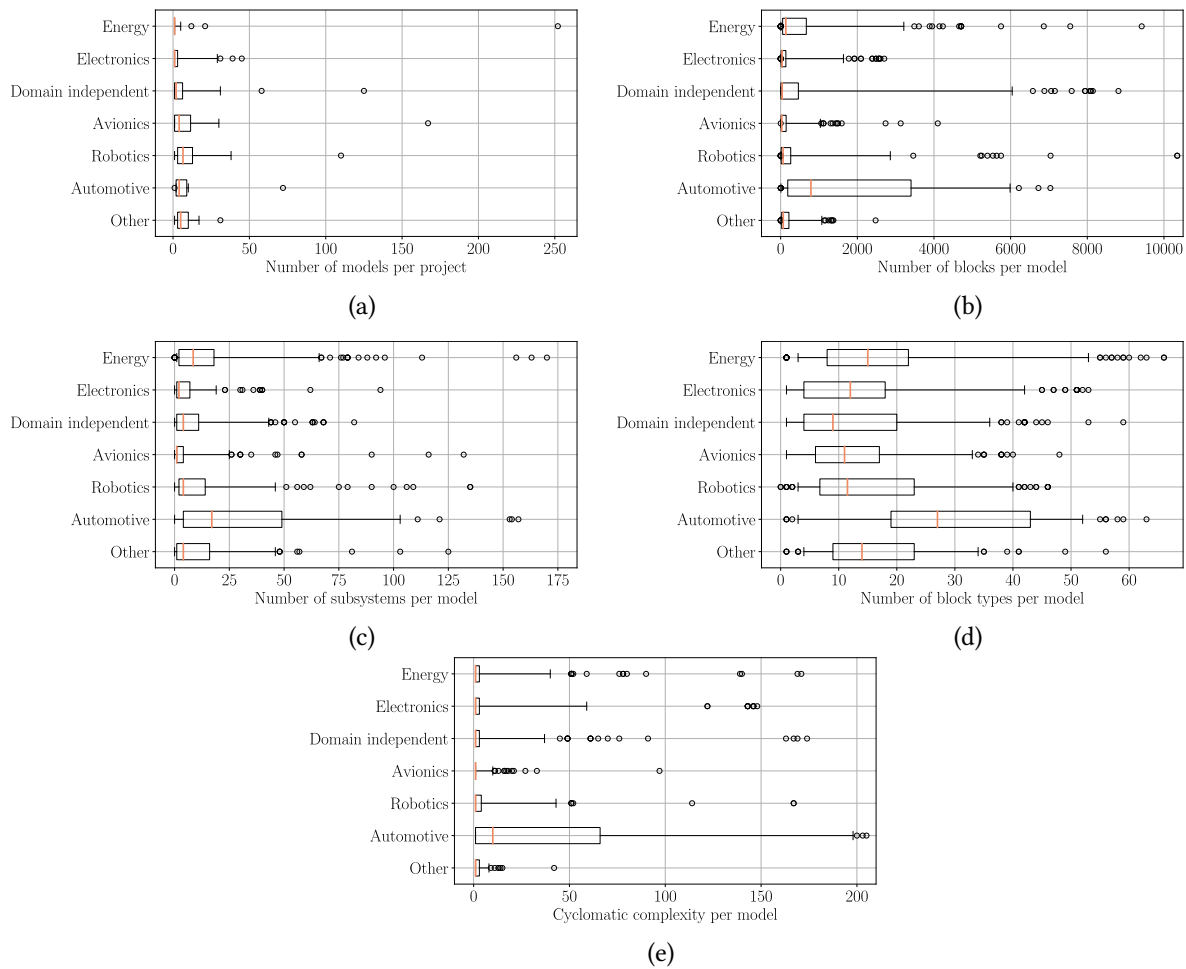 Energy
Electronics
Domain independent
Avionics
Robotics
Automotive
Other
0 50 100 150 200 250
Number of models per project
(a)
Energy
Electronics
Domain independent
Avionics
Robotics
Automotive
Other
0 2000 4000 6000 8000 10000
Number of blocks per model
(b)
Energy
Electronics
Domain independent
Avionics
Robotics
Automotive
Other
0 25 50 75 100 125 150 175
Number of subsystems per model
(c)
Energy
Electronics
Domain independent
Avionics
Robotics
Automotive
Other
0 10 20 30 40 50 60
Number of block types per model
(d)
Energy
Electronics
Domain independent
Avionics
Robotics
Automotive
Other
0 50 100 150 200
Cyclomatic complexity per model
(e)